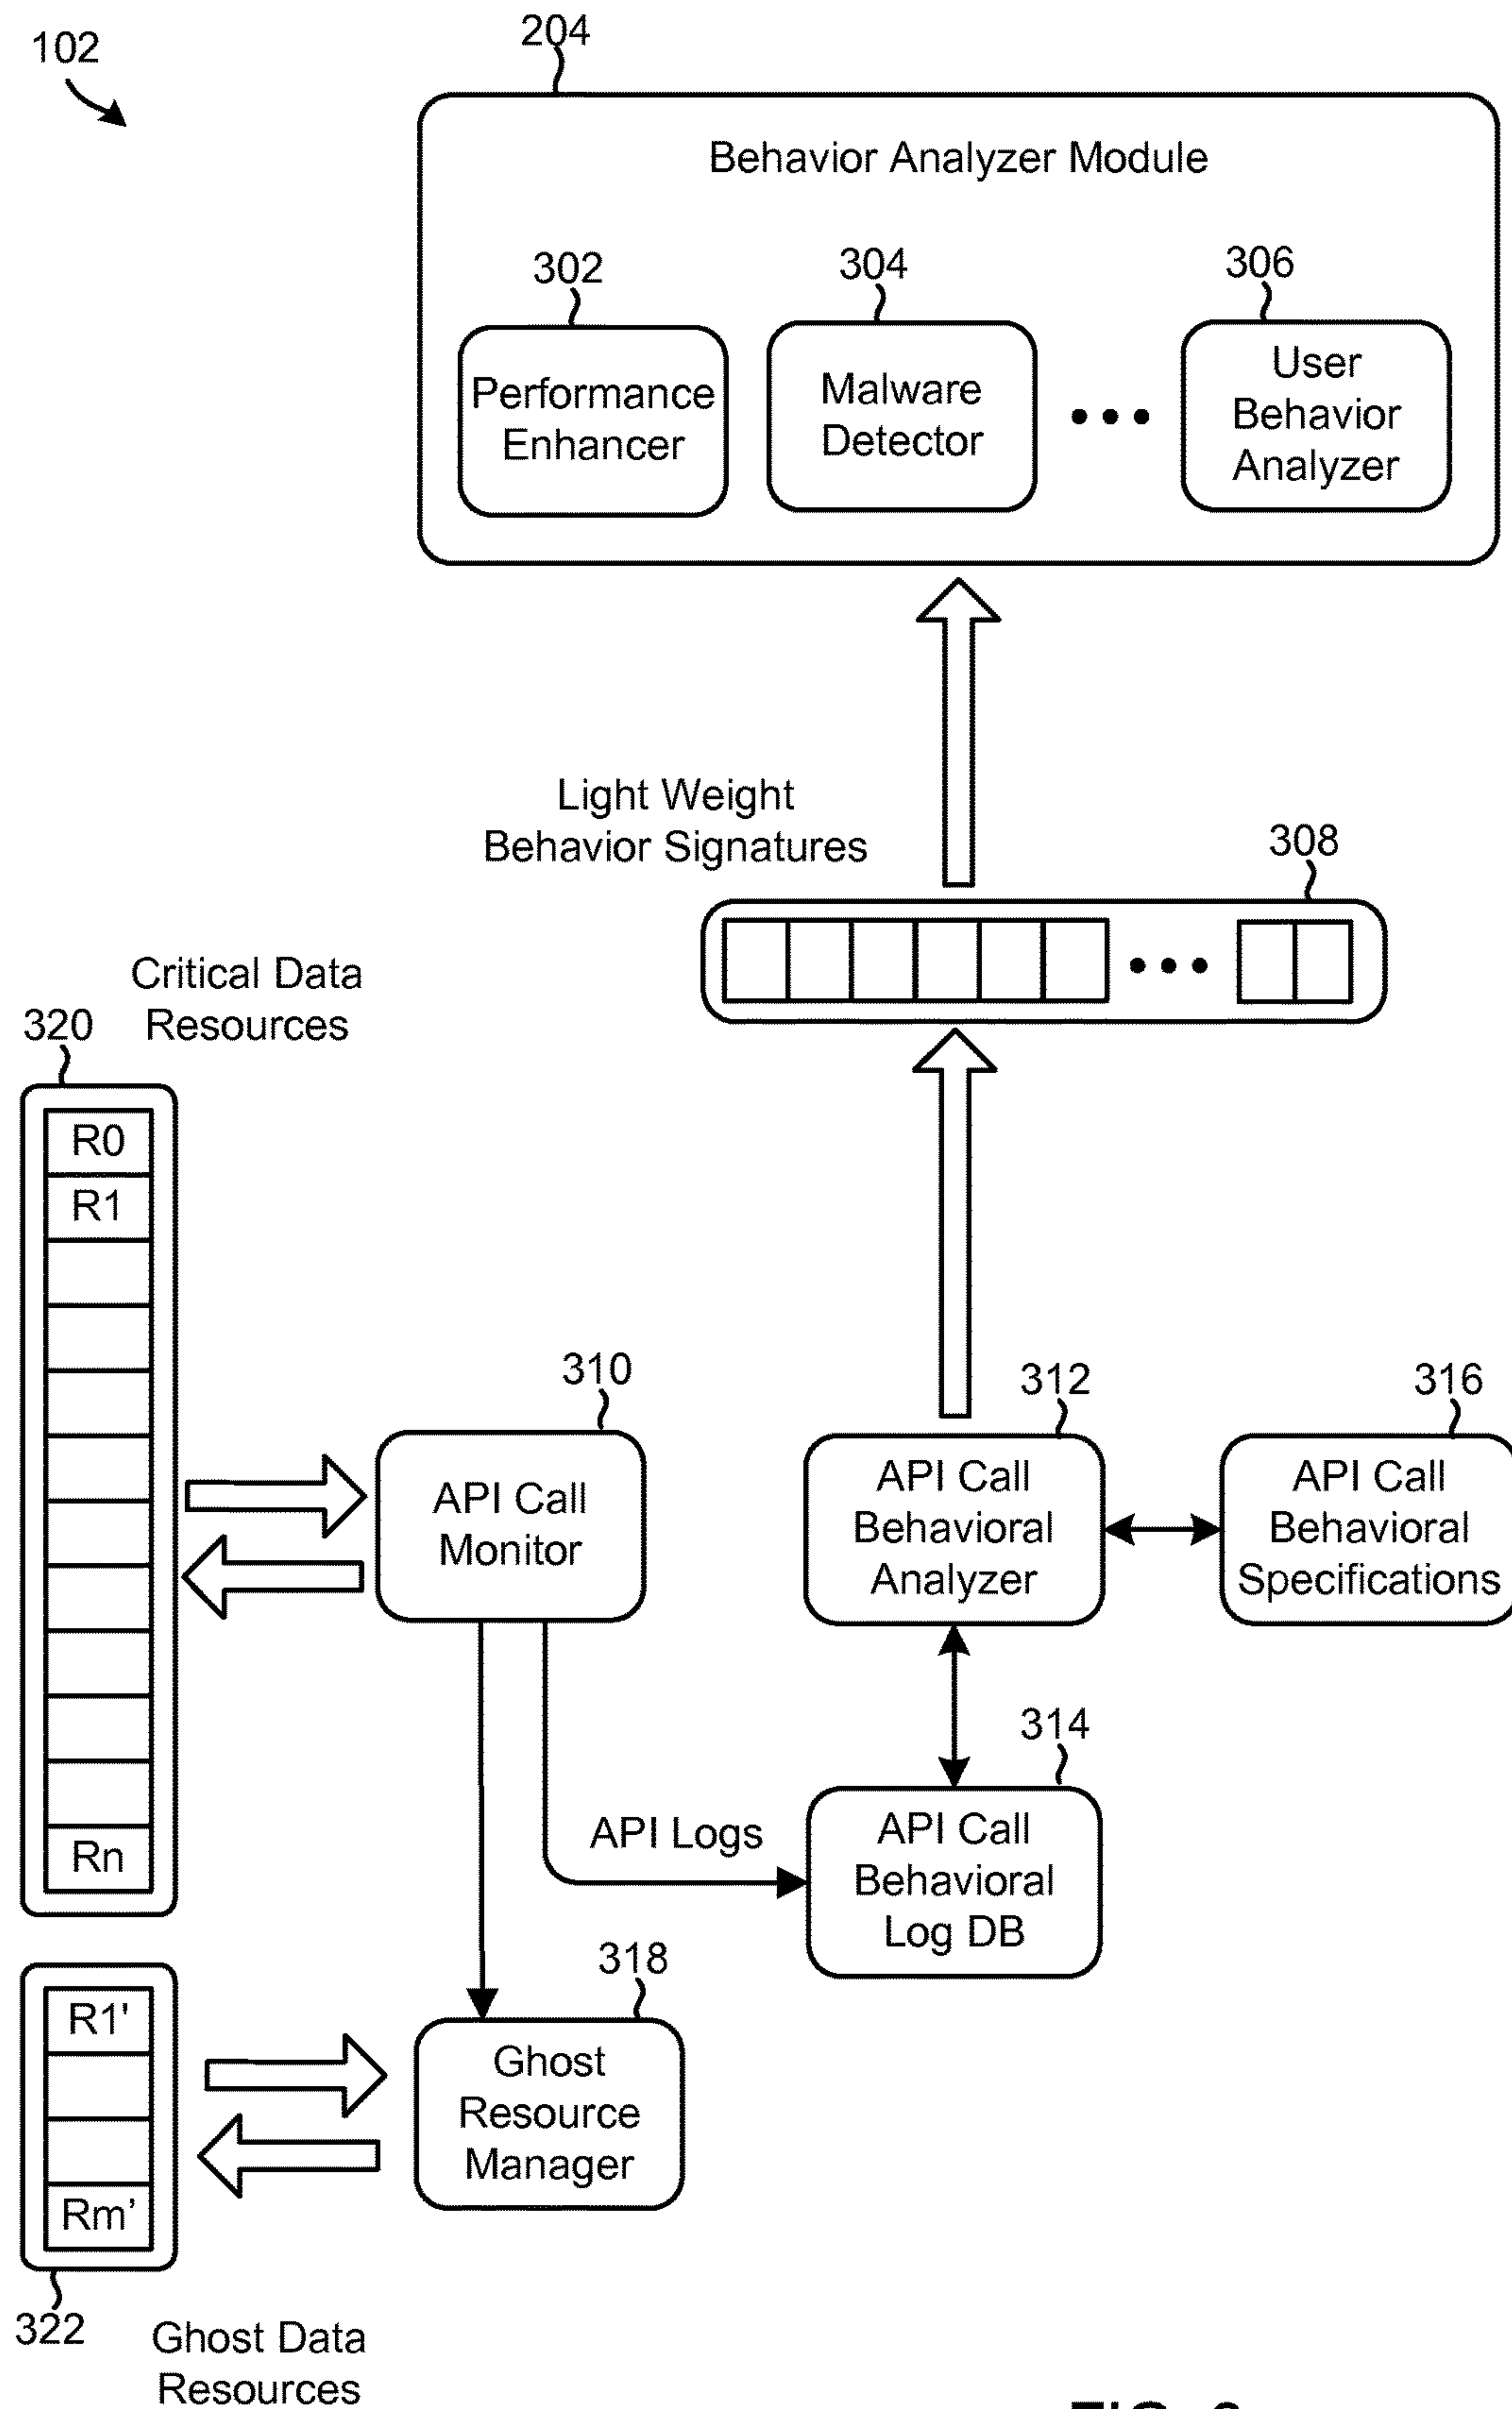 102
204
Behavior Analyzer Module
302
304
306
Performance
Enhancer
Malware
Detector
User
Behavior
Analyzer
Light Weight
Behavior Signatures
308
Critical Data
Resources
320
R0
R1
Rn
310
API Call
Monitor
312
API Call
Behavioral
Analyzer
316
API Call
Behavioral
Specifications
314
API Call
Behavioral
Log DB
API Logs
318
Ghost
Resource
Manager
R1'
Rm’
322
Ghost Data
Resources